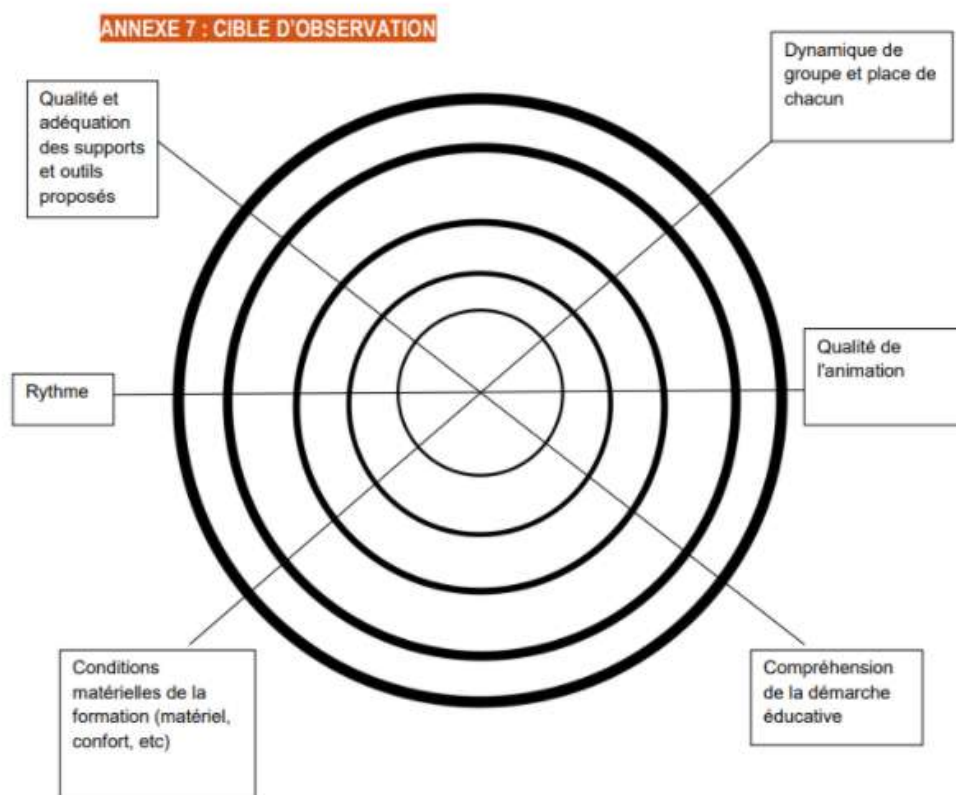 ANNEXE 7 : CIBLE D'OBSERVATION
Dynamique de
groupe et place de
chacun
Qualité et
adéquation
des supports
et outils
proposés
Qualité de
l'animation
Rythme
Conditions
matérielles de la
formation (matériel,
confort, etc)
Compréhension
de la démarche
éducative